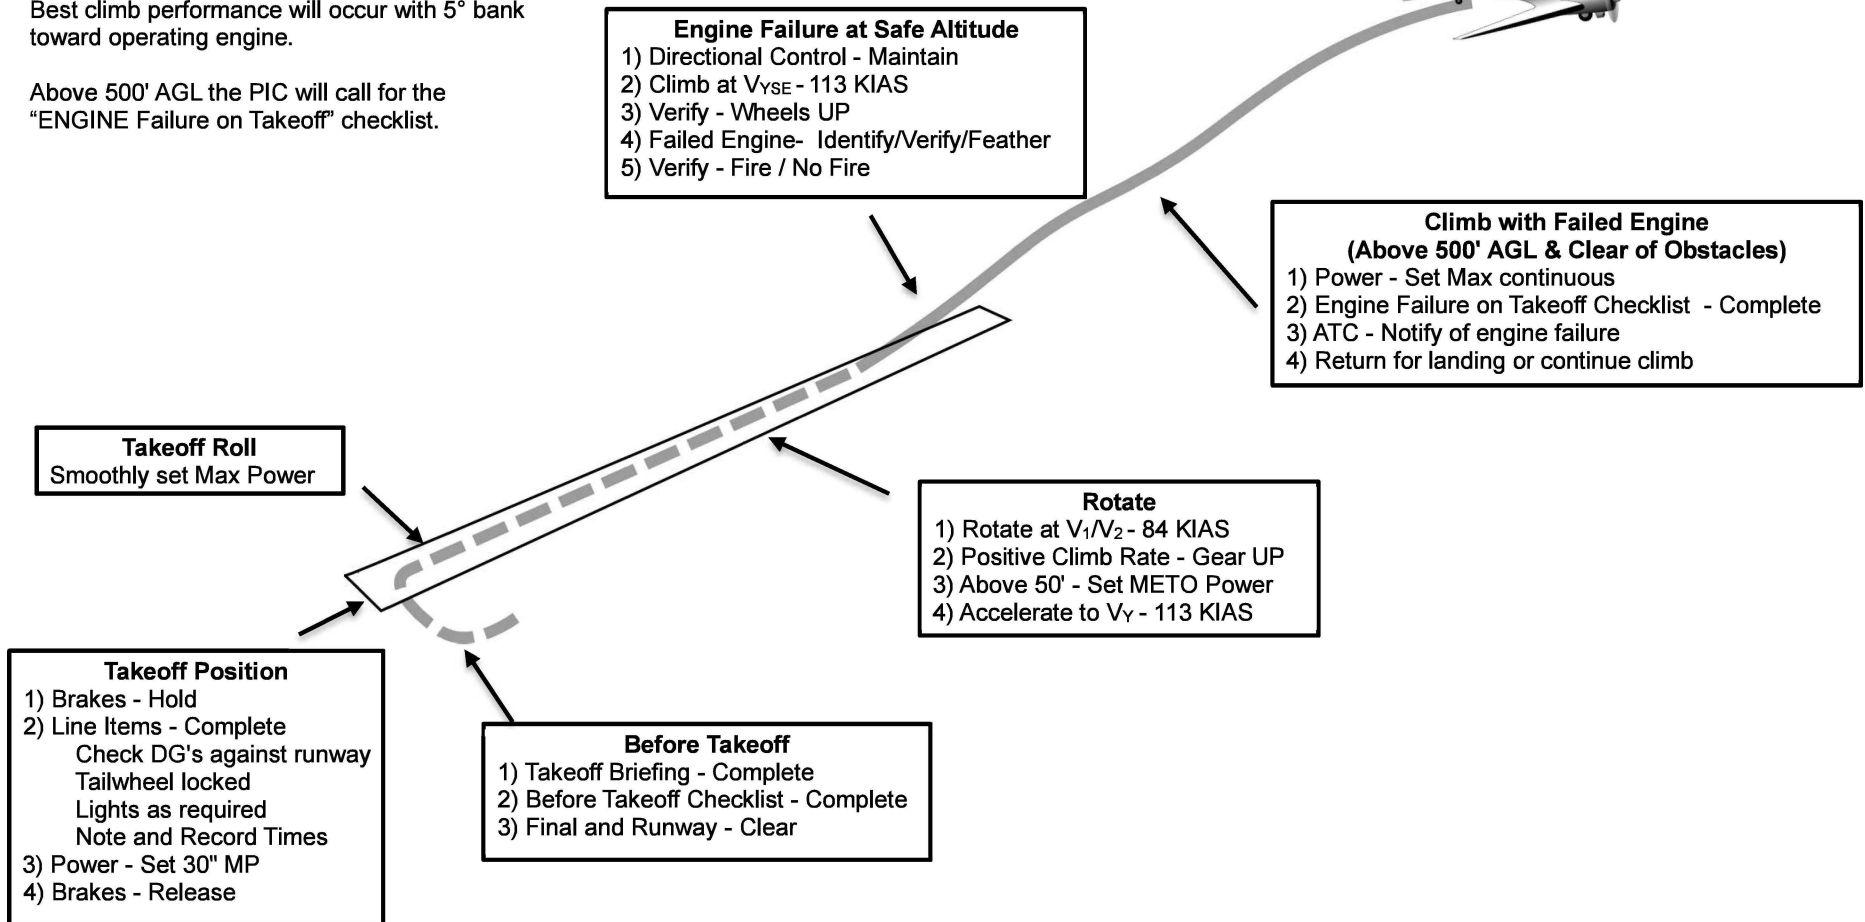 Best climb performance will occur with 5° bank
toward operating engine.
Above 500' AGL the PIC will call for the
“ENGINE Failure on Takeoff” checklist.
Engine Failure at Safe Altitude
1) Directional Control - Maintain
2) Climb at VYSE - 113 KIAS
3) Verify - Wheels UP
4) Failed Engine-  Identify/Verify/Feather
5) Verify - Fire / No Fire
Climb with Failed Engine
(Above 500' AGL & Clear of Obstacles)
1) Power - Set Max continuous
2) Engine Failure on Takeoff Checklist  - Complete
3) ATC - Notify of engine failure
4) Return for landing or continue climb
Takeoff Roll
Smoothly set Max Power
Rotate
1) Rotate at V1/V2 - 84 KIAS
2) Positive Climb Rate - Gear UP
3) Above 50' - Set METO Power
4) Accelerate to VY - 113 KIAS
Takeoff Position
1) Brakes - Hold
2) Line Items - Complete
Check DG's against runway
Tailwheel locked
Lights as required
Note and Record Times
3) Power - Set 30" MP
4) Brakes - Release
Before Takeoff
1) Takeoff Briefing - Complete
2) Before Takeoff Checklist - Complete
3) Final and Runway - Clear